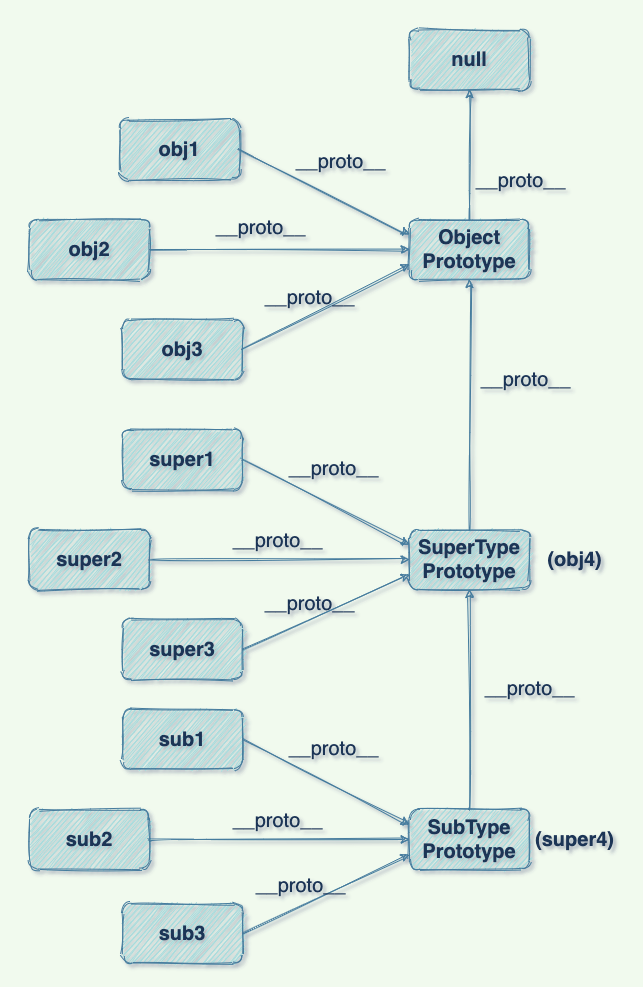 null
obj1
__proto__
__proto__
obj2
__proto__
Object
Prototype
__proto__
obj3
__proto__
super1
__proto__
super2
__proto__
SuperType
Prototype
(obj4)
__proto__
super3
__proto__
sub1
__proto__
sub2
__proto__
SubType
Prototype
(super4)
__proto__
sub3